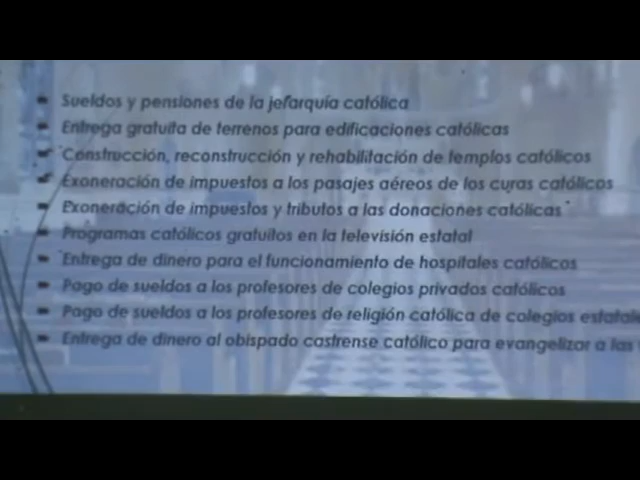 Sueldos y pensiones de la jerarquía católica
Entrega gratuita de terrenos para edificaciones católicas
Construcción, reconstrucción y rehabilitación de templos católicos
Exoneración de impuestos a los pasajes aéreos de los curas católicos
Exoneración de impuestos y tributos a las donaciones católicas
Programas católicos gratuitos en la televisión estatal
Entrega de dinero para el funcionamiento de hospitales católicos
Pago de sueldos a los profesores de colegios privados católicos
Pago de sueldos a los profesores de religión católica de colegios estatale
Entrega de dinero al obispado castrense católico para evangelizar a las